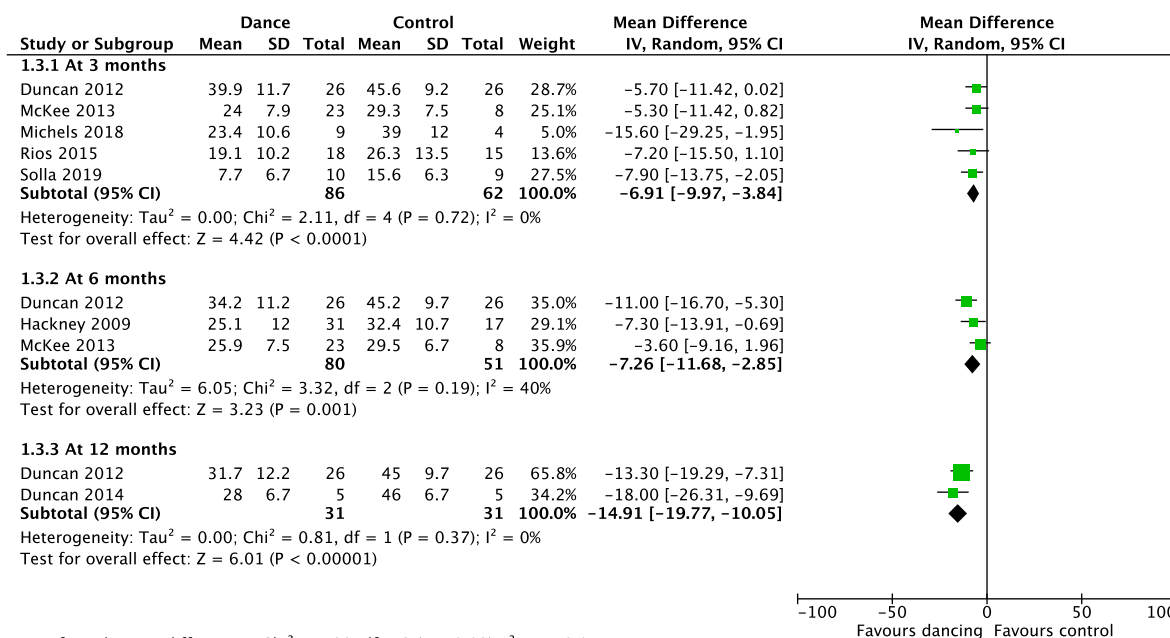 Dance Control Mean Difference Mean Difference
Study or Subgroup Mean SD Total Mean SD Total Weight IV, Random, 95% CI IV, Random, 95% CI
1.3.1 At 3 months
Duncan 2012 39.9 11.7 26 45.6 9.2 26 28.7% -5.70 [-11.42, 0.02]
McKee 2013 24 7.9 23 29.3 7.5 8 25.1% -5.30 [-11.42, 0.82]
Michels 2018 23.4 10.6 9 39 12 4 5.0% -15.60 [-29.25, -1.95]
Rios 2015 19.1 10.2 18 26.3 13.5 15 13.6% -7.20 [-15.50, 1.10]
Solla 2019 7.7 6.7 10 15.6 6.3 9 27.5% -7.90 [-13.75, -2.05]
Subtotal (95% CI) 86 62 100.0% -6.91 [-9.97, -3.84]
Heterogeneity: Tau² = 0.00; Chi² = 2.11, df = 4 (P = 0.72); I² = 0%
Test for overall effect: Z = 4.42 (P < 0.0001)
1.3.2 At 6 months
Duncan 2012 34.2 11.2 26 45.2 9.7 26 35.0% -11.00 [-16.70, -5.30]
Hackney 2009 25.1 12 31 32.4 10.7 17 29.1% -7.30 [-13.91, -0.69]
McKee 2013 25.9 7.5 23 29.5 6.7 8 35.9% -3.60 [-9.16, 1.96]
Subtotal (95% CI) 80 51 100.0% -7.26 [-11.68, -2.85]
Heterogeneity: Tau² = 6.05; Chi² = 3.32, df = 2 (P = 0.19); I² = 40%
Test for overall effect: Z = 3.23 (P = 0.001)
1.3.3 At 12 months
Duncan 2012 31.7 12.2 26 45 9.7 26 65.8% -13.30 [-19.29, -7.31]
Duncan 2014 28 6.7 5 46 6.7 5 34.2% -18.00 [-26.31, -9.69]
Subtotal (95% CI) 31 31 100.0% -14.91 [-19.77, -10.05]
Heterogeneity: Tau² = 0.00; Chi² = 0.81, df = 1 (P = 0.37); I² = 0%
Test for overall effect: Z = 6.01 (P < 0.00001)
-100 -50 0 50 100
Favours dancing Favours control